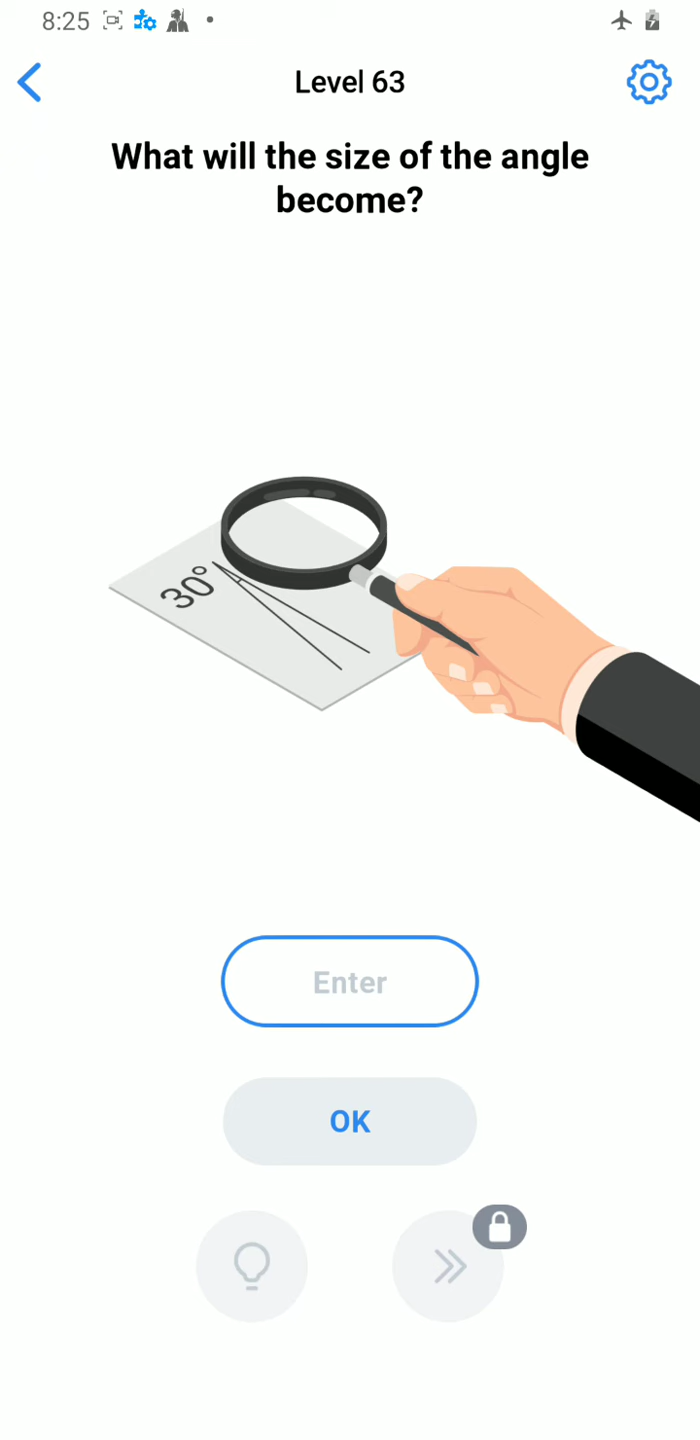 8:25
Level 63
What will the size of the angle
become?
30°
Enter
OK